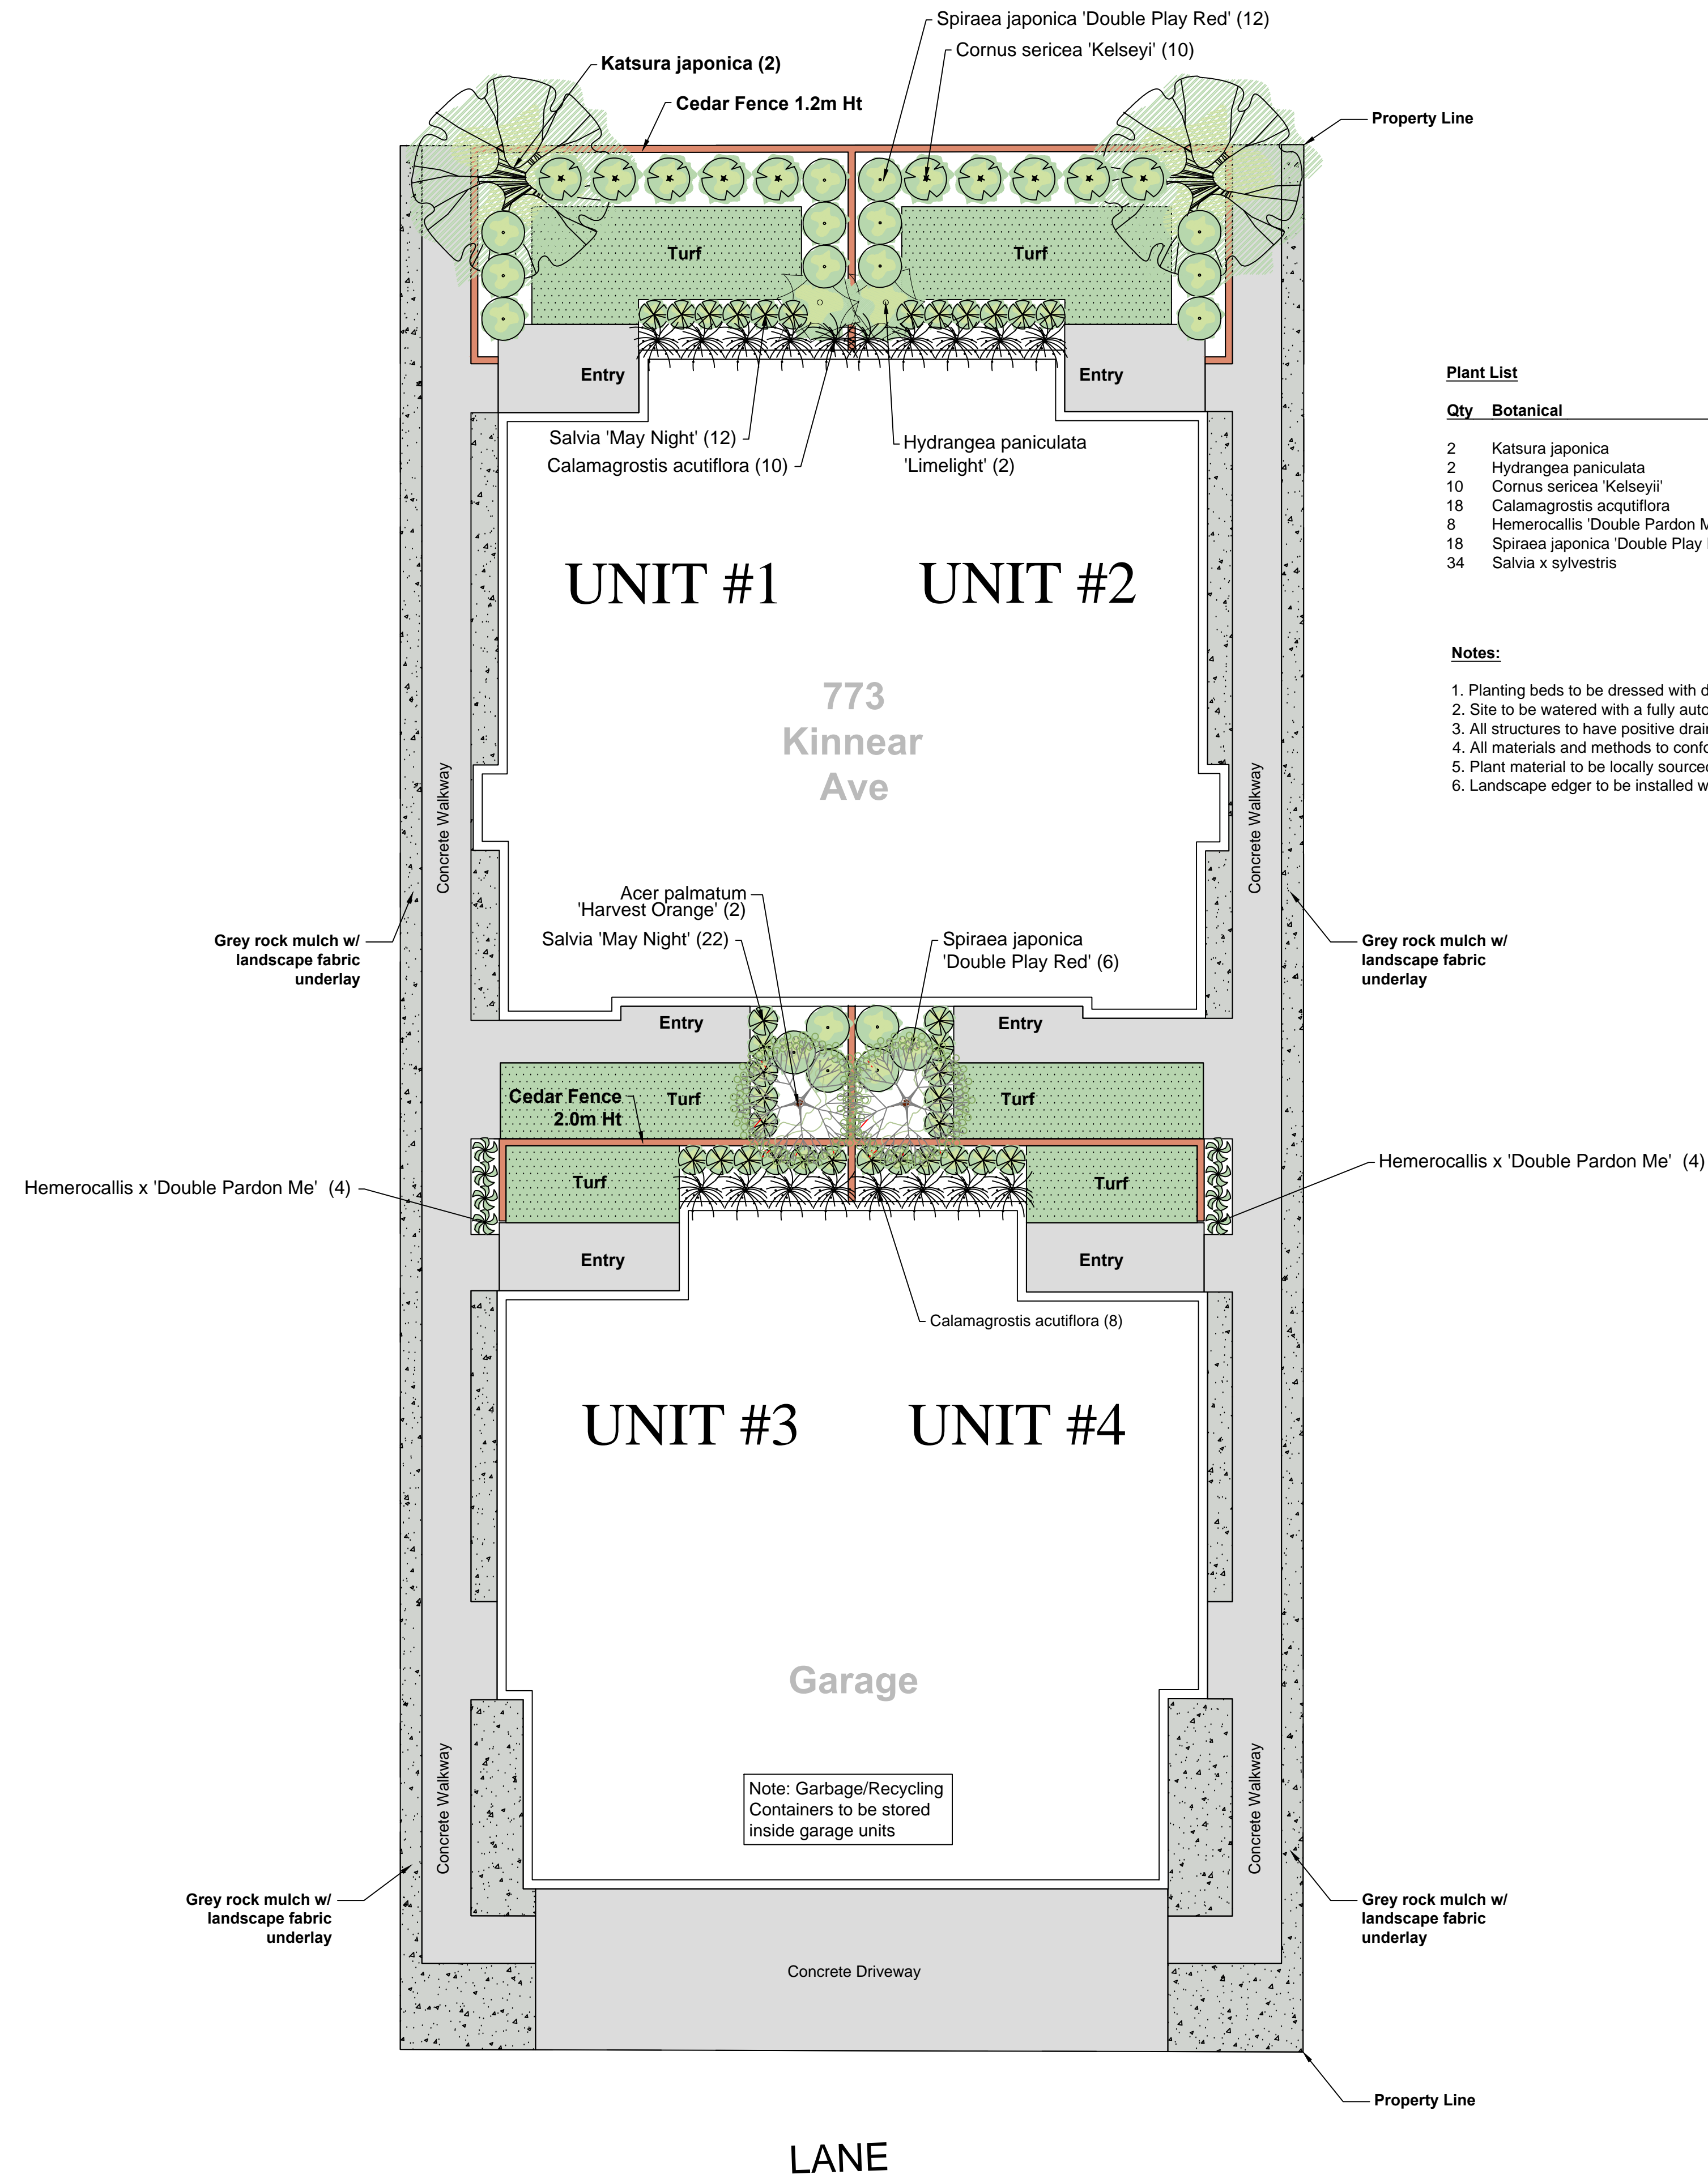 Spiraea japonica 'Double Play Red' (12)
Cornus sericea 'Kelseyi' (10)
Katsura japonica (2)
Cedar Fence 1.2m Ht
Property Line
Turf
Turf
Entry
Entry
Salvia 'May Night' (12)
Calamagrostis acutiflora (10)
Hydrangea paniculata
'Limelight' (2)
Plant List
Qty Botanical
2 Katsura japonica
2 Hydrangea paniculata
10 Cornus sericea 'Kelseyii'
18 Calamagrostis acqutiflora
8 Hemerocallis 'Double Pardon
18 Spiraea japonica 'Double Play
34 Salvia x sylvestris
UNIT #1
UNIT #2
773
Kinnear
Ave
Notes:
1. Planting beds to be dressed with
2. Site to be watered with a fully
3. All structures to have positive
4. All materials and methods to
5. Plant material to be locally sourced
6. Landscape edger to be installed
Concrete Walkway
Concrete Walkway
Acer palmatum
'Harvest Orange' (2)
Salvia 'May Night' (22)
Spiraea japonica
'Double Play Red' (6)
Grey rock mulch w/
landscape fabric
underlay
Grey rock mulch w/
landscape fabric
underlay
Entry
Entry
Cedar Fence
2.0m Ht
Turf
Turf
Turf
Turf
Hemerocallis x 'Double Pardon Me' (4)
Hemerocallis x 'Double Pardon Me' (4)
Entry
Entry
Calamagrostis acutiflora (8)
UNIT #3
UNIT #4
Garage
Concrete Walkway
Concrete Walkway
Note: Garbage/Recycling
Containers to be stored
inside garage units
Grey rock mulch w/
landscape fabric
underlay
Grey rock mulch w/
landscape fabric
underlay
Concrete Driveway
Property Line
LANE